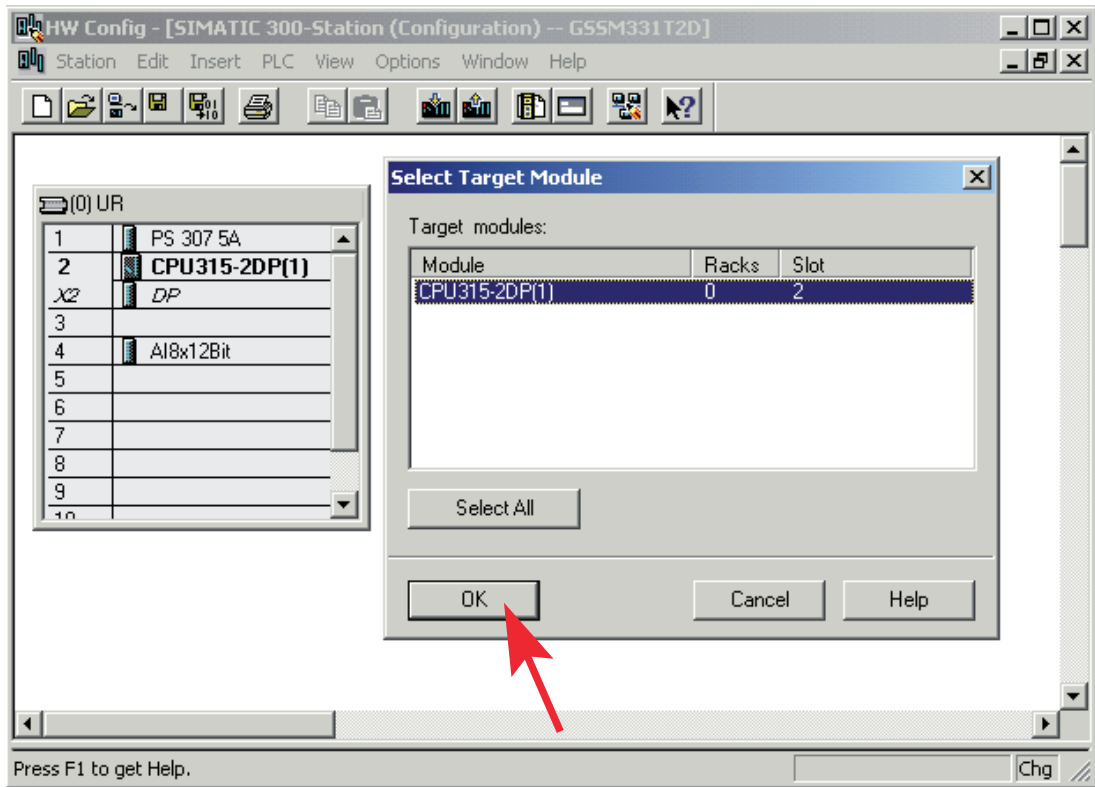 HW Config - [SIMATIC 300-Station (Configuration) -- GSSM331T2D]
Station Edit Insert PLC View Options Window Help
(0) UR
1 PS 307 5A
2 CPU315-2DP(1)
X2 DP
3
4 AI8x12Bit
5
6
7
8
9
10
Select Target Module
Target modules:
Module Racks Slot
CPU315-2DP(1) 0 2
Select All
OK Cancel Help
Press F1 to get Help. Chg